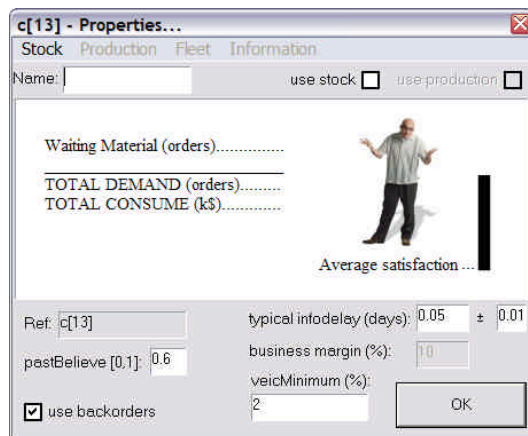 c[13] - Properties...
Stock Production Fleet Information
Name: use stock use production
Waiting Material (orders)...............
TOTAL DEMAND (orders).........
TOTAL CONSUME (k$).............
Average satisfaction ...
Ref: c[13] typical infodelay (days): 0.05 ± 0.01
pastBelieve [0,1]: 0.6 business margin (%): 10
veicMinimum (%):
use backorders 2 OK